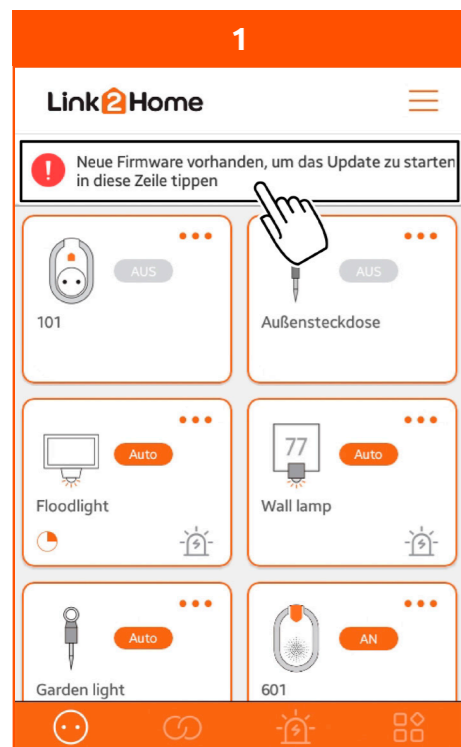 1
Link2Home
Neue Firmware vorhanden, um das Update zu starten
in diese Zeile tippen
AUS
AUS
101
Außensteckdose
Auto
77
Auto
Floodlight
Wall lamp
Auto
AN
Garden light
601